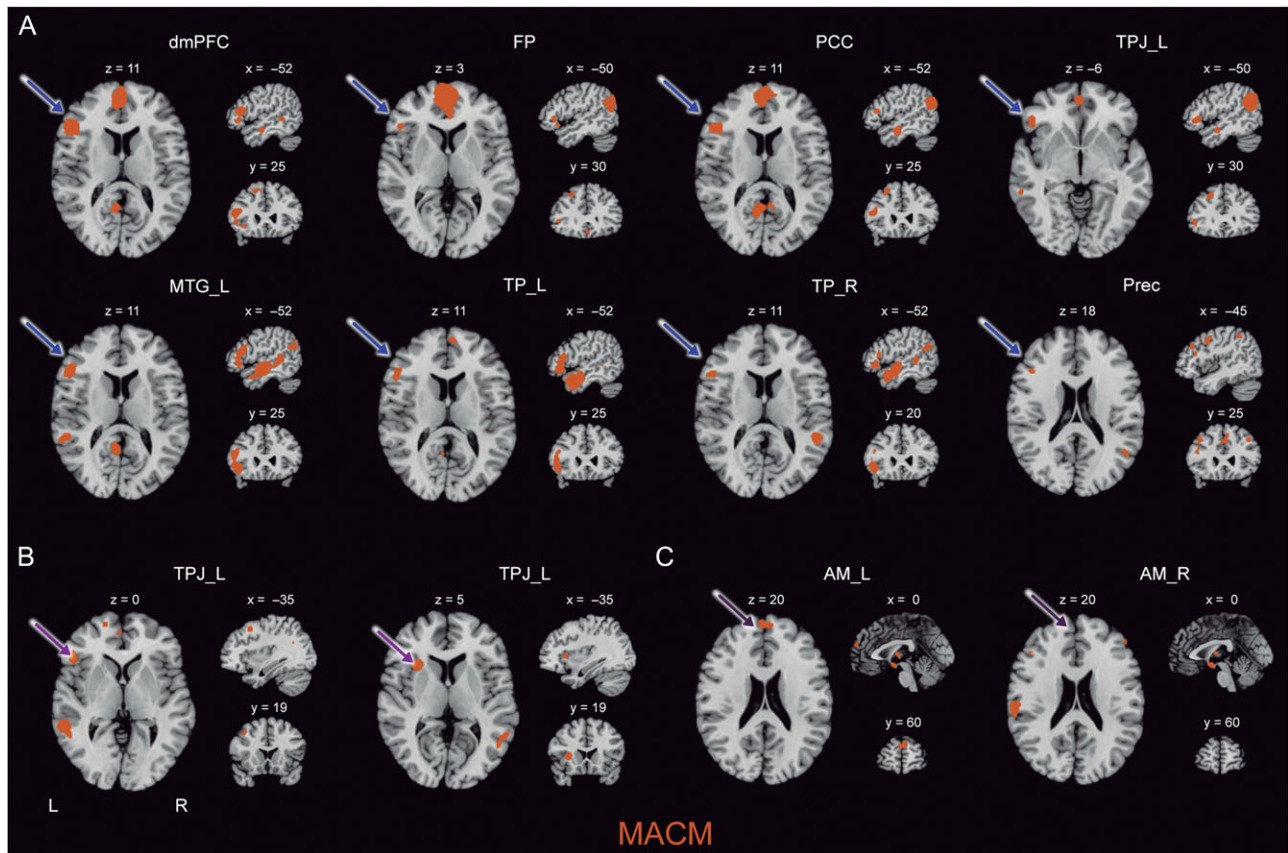 A
dmPFC
FP
PCC
TPJ_L
z = 11
x = –52
z = 3
x = –50
z = 11
x = –52
z = –6
x = –50
y = 25
y = 30
y = 25
y = 30
MTG_L
TP_L
TP_R
Prec
z = 11
x = –52
z = 11
x = –52
z = 11
x = –52
z = 18
x = –45
y = 25
y = 25
y = 20
y = 25
B
TPJ_L
TPJ_L
C
AM_L
AM_R
z = 0
x = –35
z = 5
x = –35
z = 20
x = 0
z = 20
x = 0
y = 19
y = 19
y = 60
y = 60
L
R
MACM